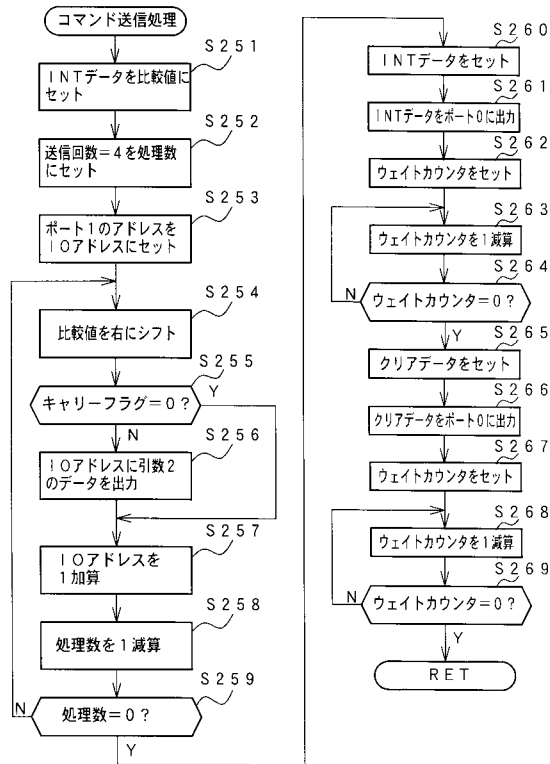 コマンド送信処理
S251
INTデータを比較値に
セット
S252
送信回数=4を処理数
にセット
S253
ポート1のアドレスを
IOアドレスにセット
S254
比較値を右にシフト
S255
キャリーフラグ=0?
Y
N
S256
IOアドレスに引数2
のデータを出力
S257
IOアドレスを
1加算
S258
処理数を1減算
S259
N
処理数=0?
Y
S260
INTデータをセット
S261
INTデータをポート0に出力
S262
ウェイトカウンタをセット
S263
ウェイトカウンタを1減算
S264
N
ウェイトカウンタ=0?
Y
S265
クリアデータをセット
S266
クリアデータをポート0に出力
S267
ウェイトカウンタをセット
S268
ウェイトカウンタを1減算
S269
N
ウェイトカウンタ=0?
Y
RET